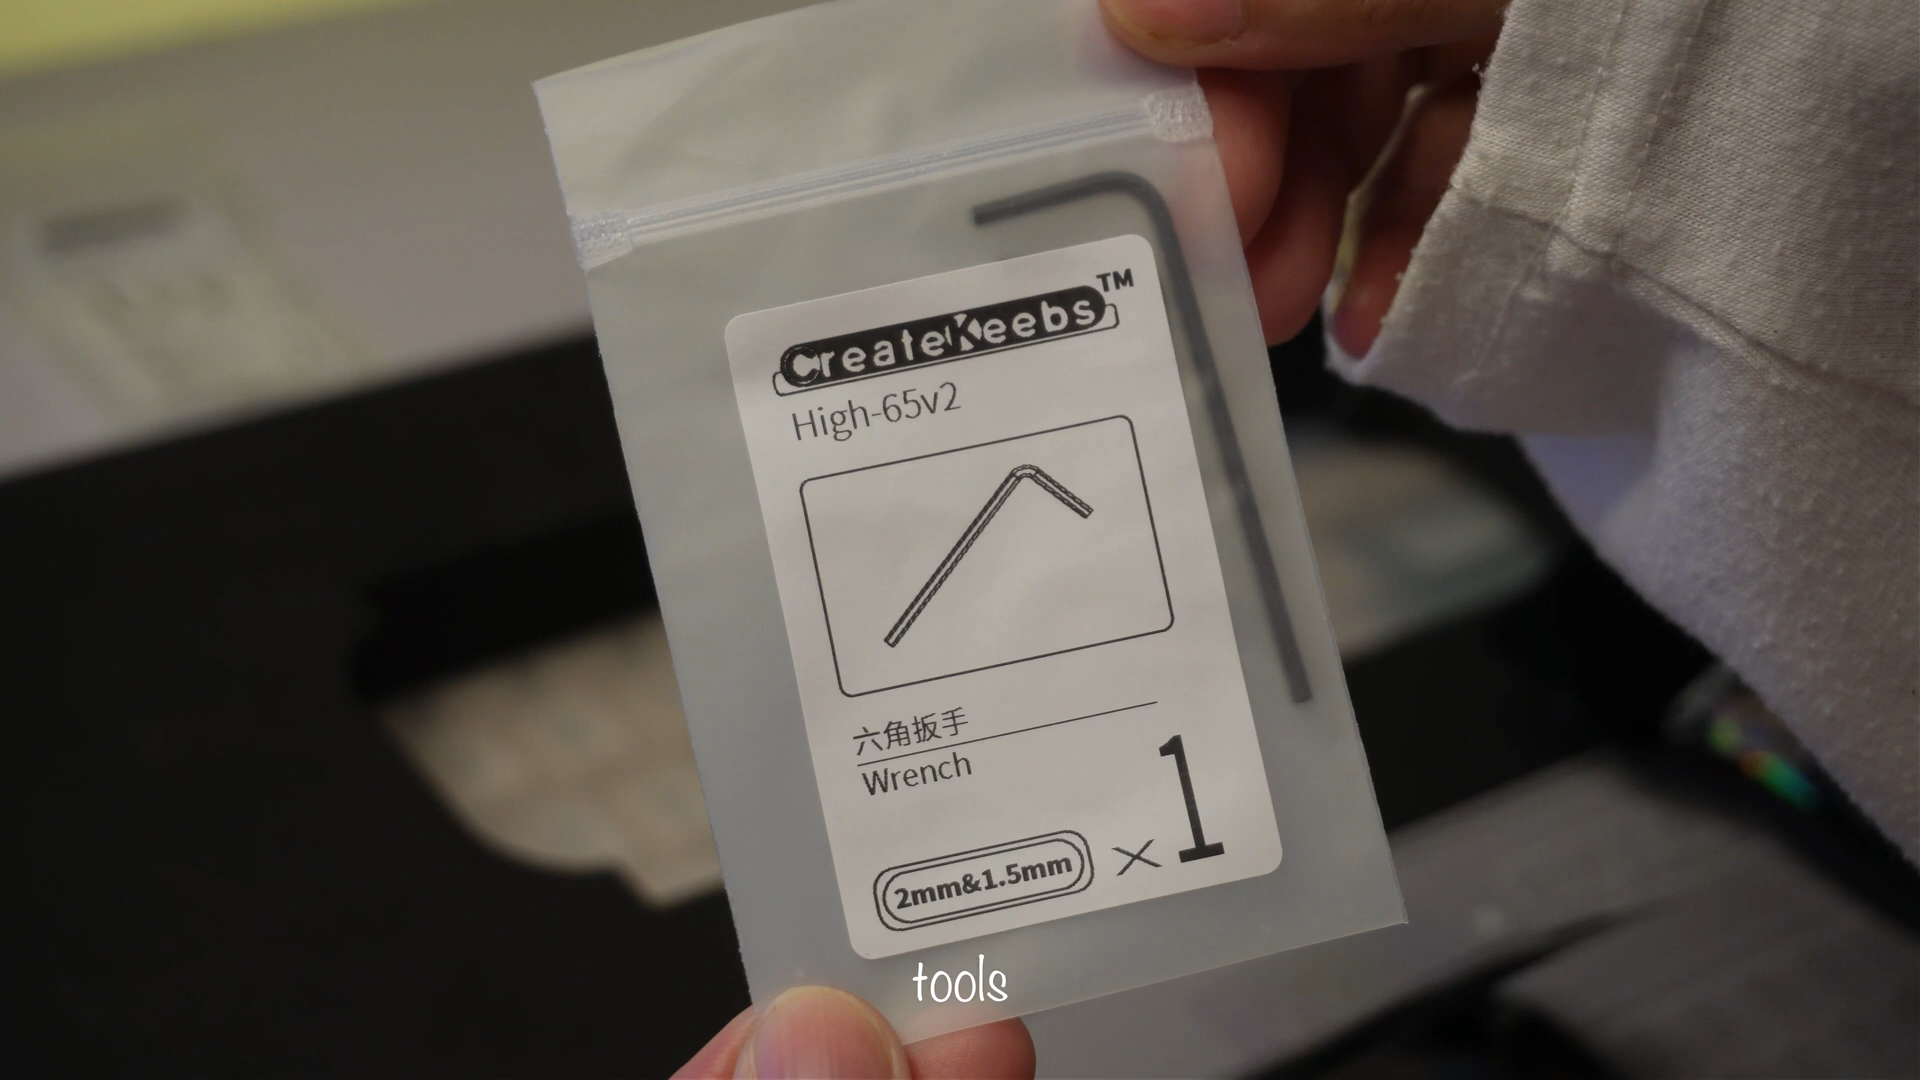 CreateKeebs™
High-65v2
六角扳手
Wrench
2mm&1.5mm
×1
tools